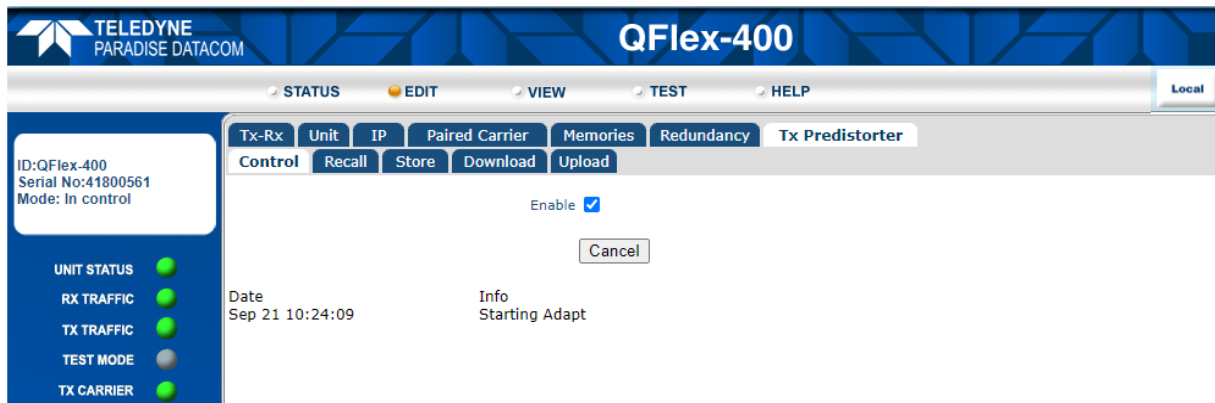 TELEDYNE
PARADISE DATACOM
QFlex-400
STATUS EDIT VIEW TEST HELP Local
Tx-Rx Unit IP Paired Carrier Memories Redundancy Tx Predistorter
Control Recall Store Download Upload
ID:QFlex-400
Serial No:41800561
Mode: In control
Enable
Cancel
UNIT STATUS
RX TRAFFIC
TX TRAFFIC
TEST MODE
TX CARRIER
Date Info
Sep 21 10:24:09 Starting Adapt